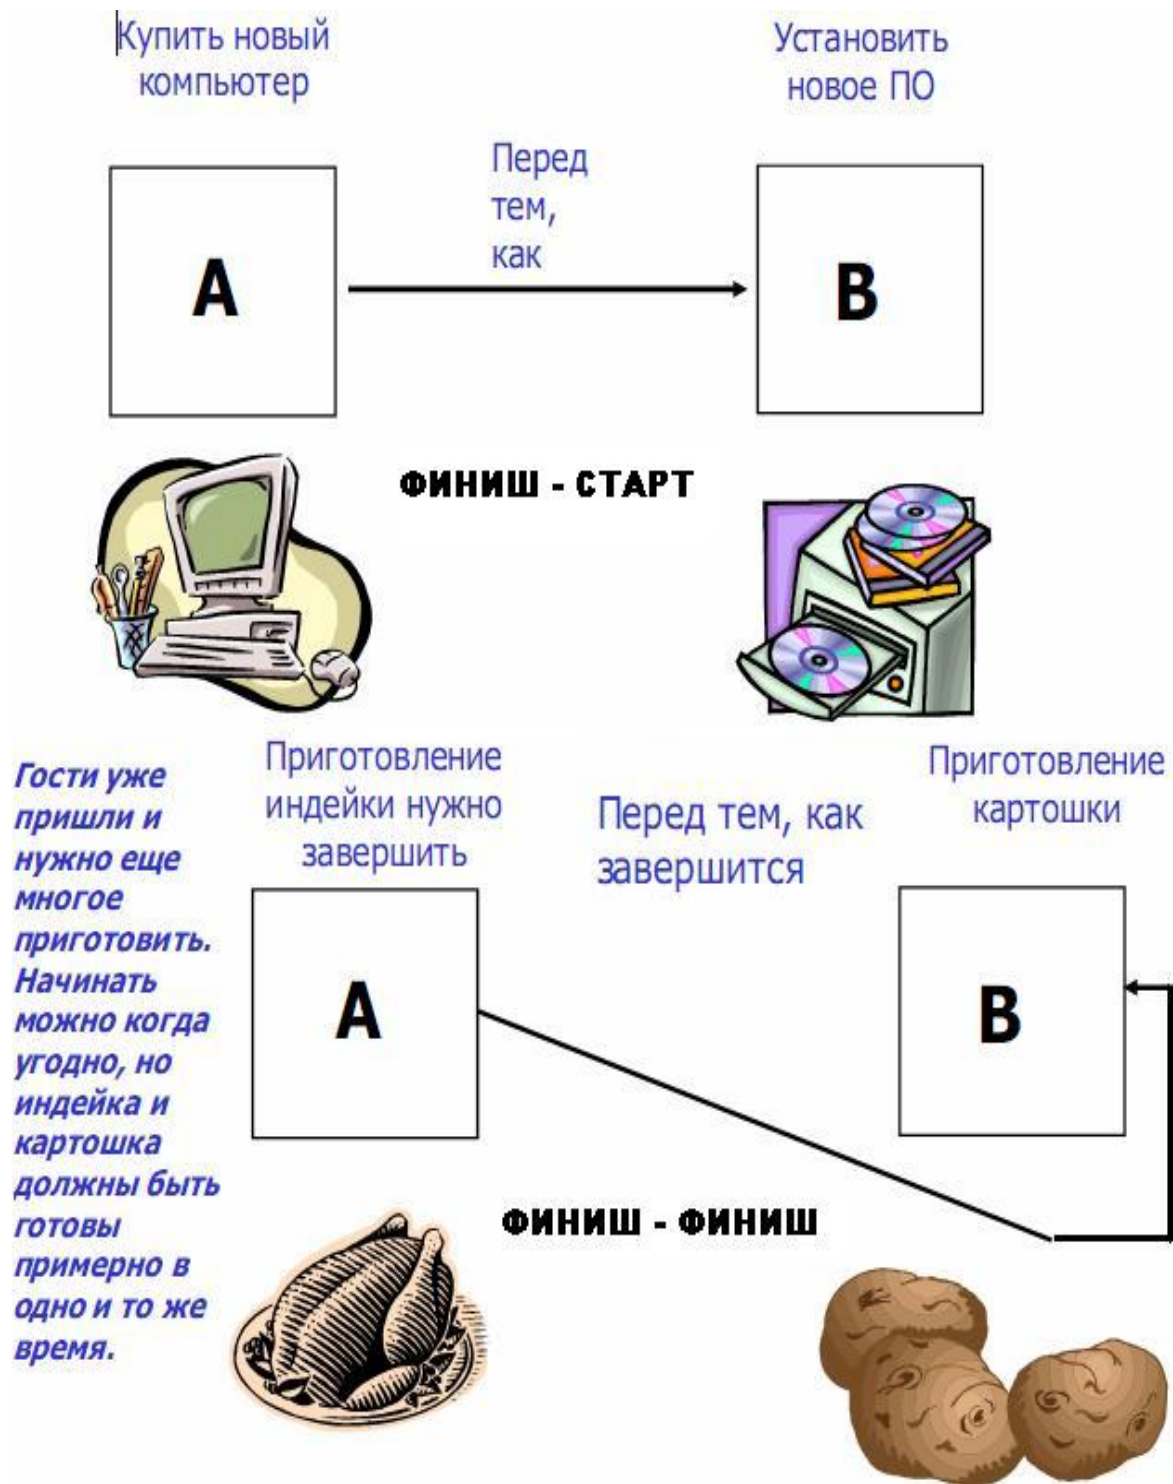 Купить новый
компьютер
Установить
новое ПО
Перед
тем,
как
A
B
ФИНИШ - СТАРТ
Гости уже
пришли и
нужно еще
многое
приготовить.
Начинать
можно когда
угодно, но
индейка и
картошка
должны быть
готовы
примерно в
одно и то же
время.
Приготовление
индейки нужно
завершить
Перед тем, как
завершится
Приготовление
картошки
A
B
ФИНИШ - ФИНИШ